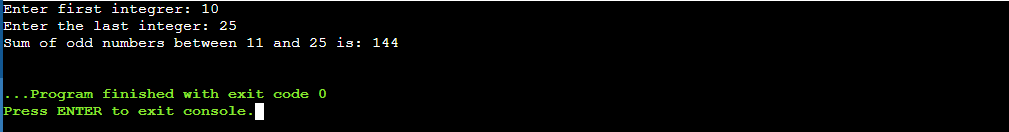 Enter first integrer: 10
Enter the last integer: 25
Sum of odd numbers between 11 and 25 is: 144
...Program finished with exit code 0
Press ENTER to exit console.